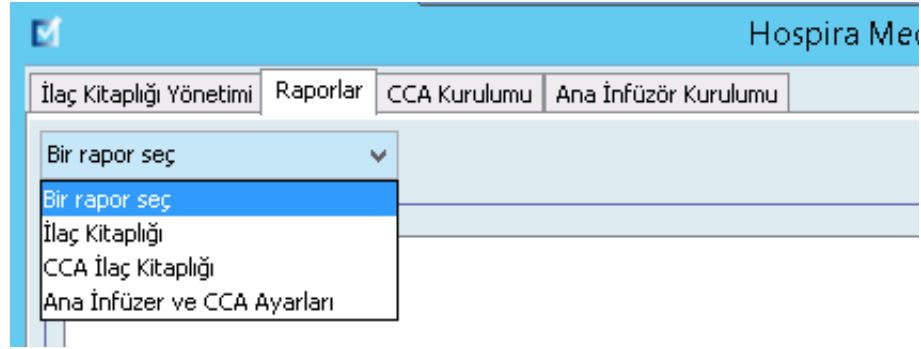 Hospira
İlaç Kitaplığı Yönetimi Raporlar CCA Kurulumu Ana İnfüzör Kurulumu
Bir rapor seç
Bir rapor seç
İlaç Kitaplığı
CCA İlaç Kitaplığı
Ana İnfüzer ve CCA Ayarları